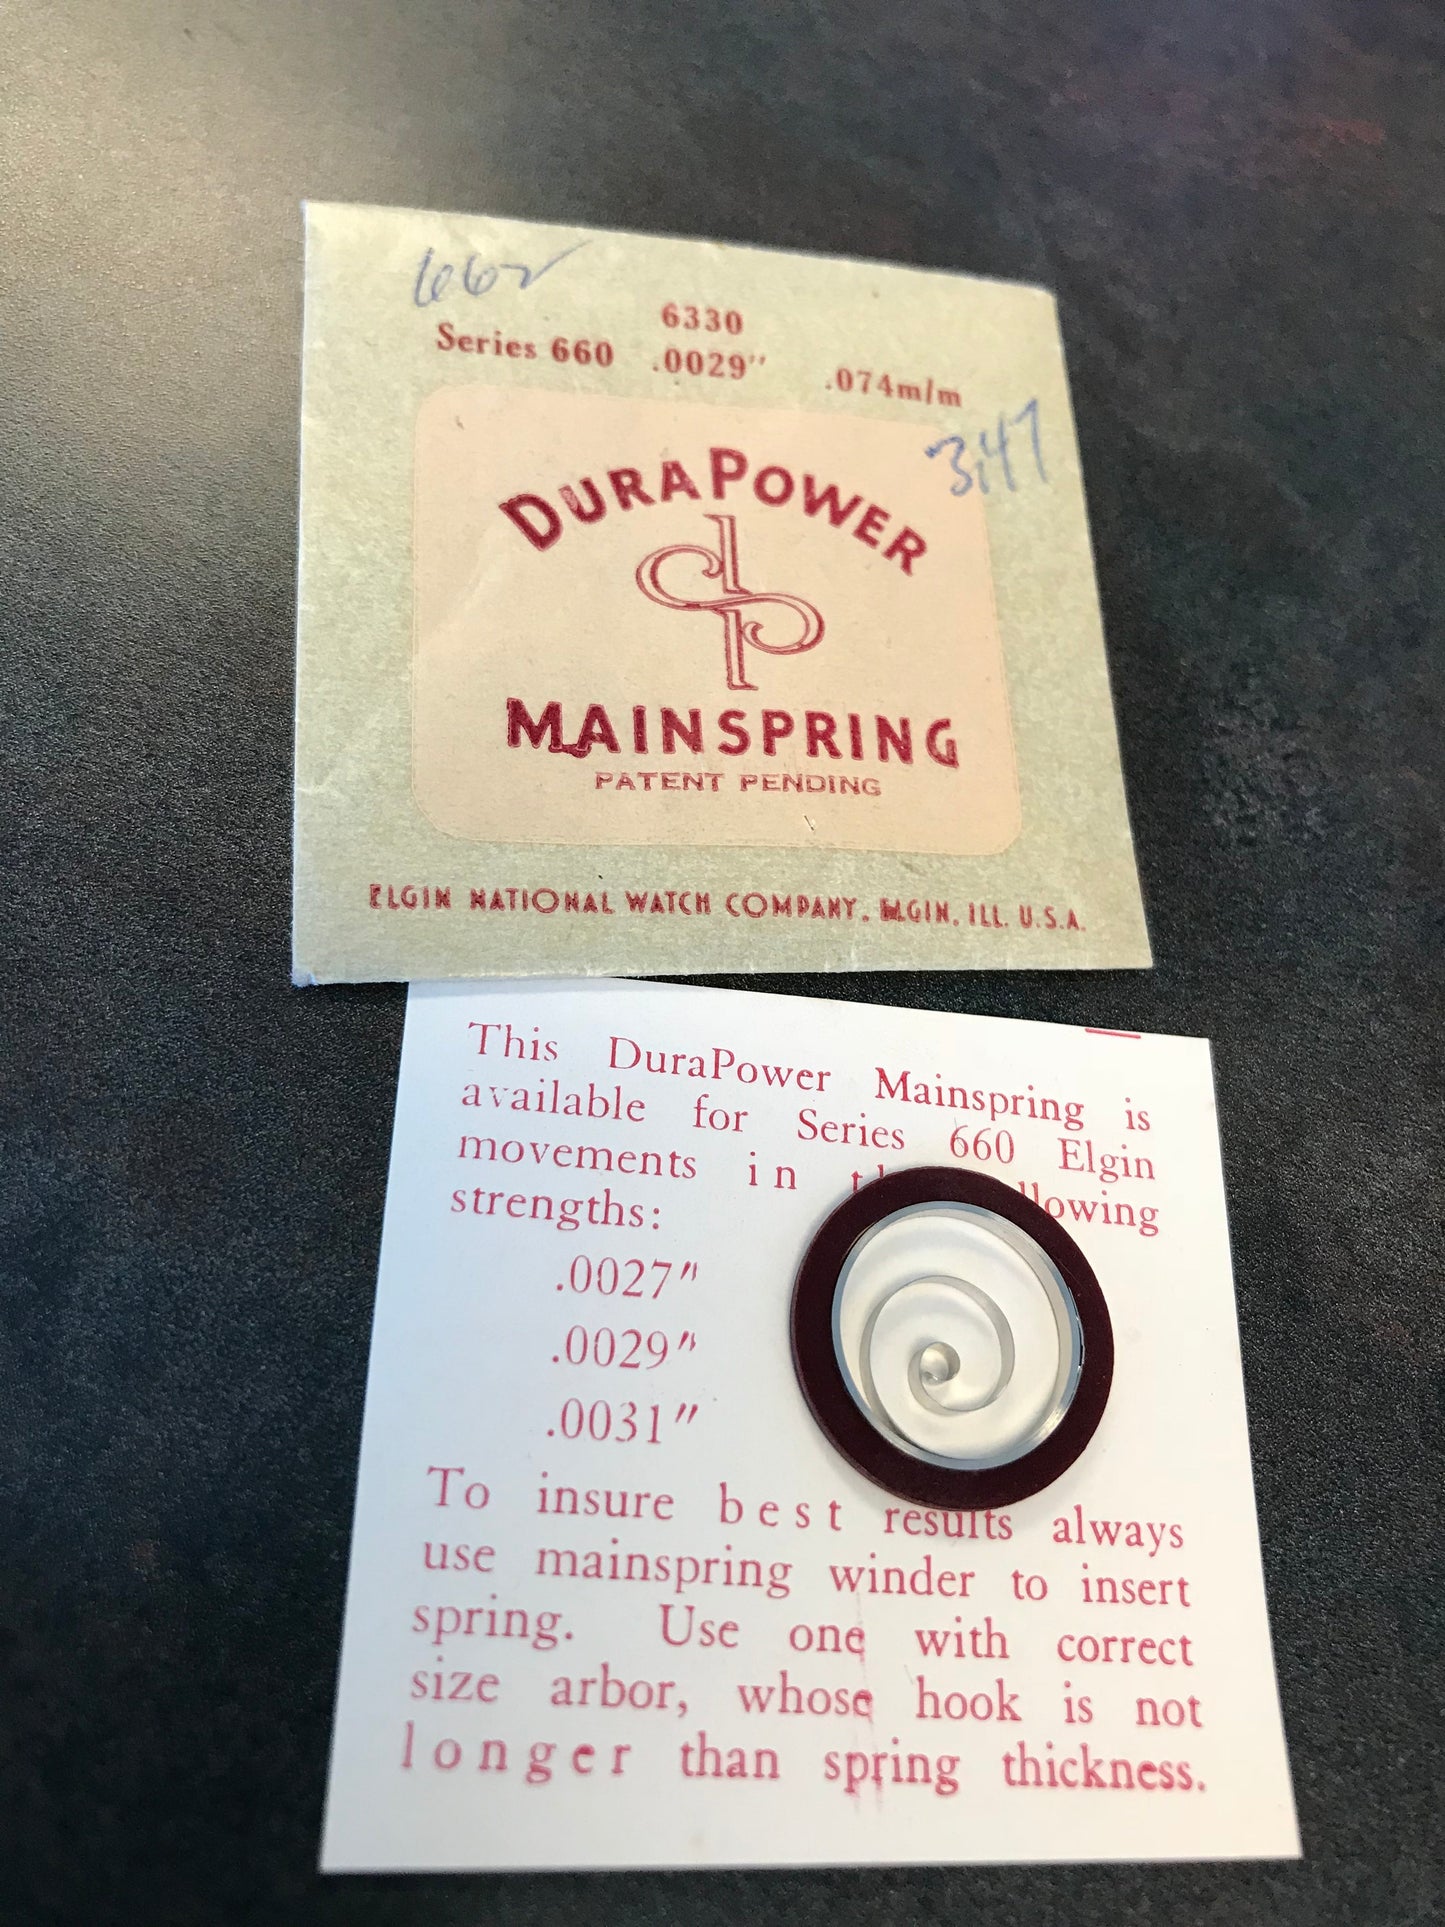 662
6330
Series 660 .0029" .074m/m
3,47
DURAPOWER
MAINSPRING
PATENT PENDING
ELGIN NATIONAL WATCH COMPANY, ELGIN, ILL. U.S.A.
This DuraPower Mainspring is
available for Series 660 Elgin
movements in
strengths:
.0027"
.0029"
.0031"
To insure best results always
use mainspring winder to insert
spring. Use one with correct
size arbor, whose hook is not
longer than spring thickness.